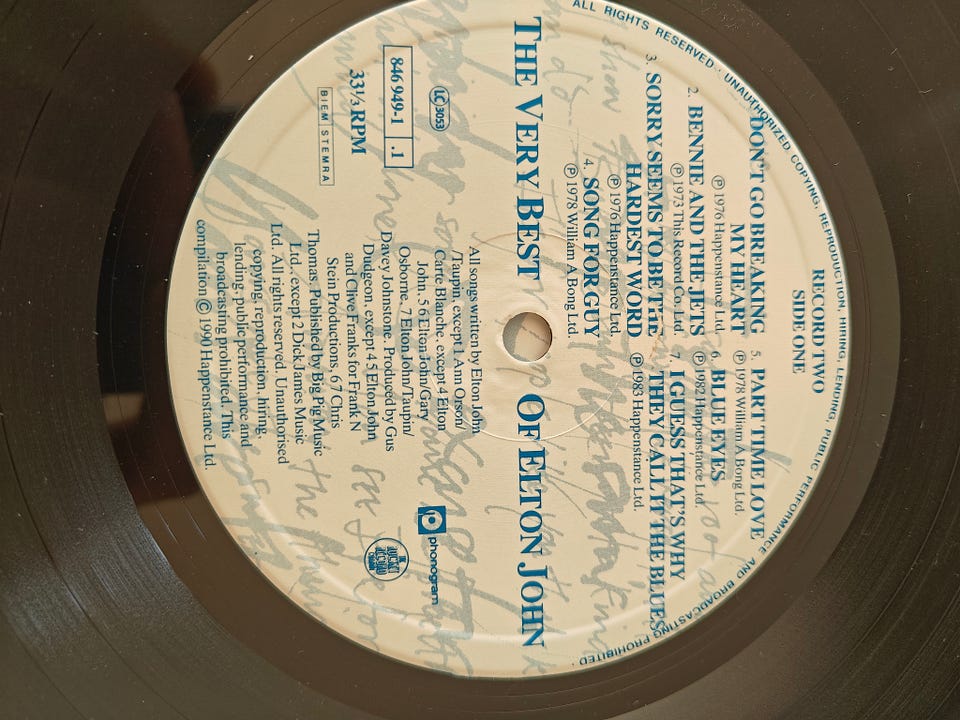 ALL RIGHTS RESERVED · UNAUTHORIZED COPYING, REPRODUCTION, HIRING, LENDING, PUBLIC PERFORMANCE AND BROADCASTING PROHIBITED ·
RECORD TWO
SIDE ONE
DON'T GO BREAKING
MY HEART
℗ 1976 Happenstance Ltd.
2. BENNIE AND THE JETS
℗ 1973 This Record Co. Ltd.
3. SORRY SEEMS TO BE THE
HARDEST WORD
℗ 1976 Happenstance Ltd.
4. SONG FOR GUY
℗ 1978 William A Bong Ltd.
5. PART TIME LOVE
℗ 1978 William A Bong Ltd.
6. BLUE EYES
℗ 1982 Happenstance Ltd.
7. I GUESS THAT'S WHY
THEY CALL IT THE BLUES
℗ 1983 Happenstance Ltd.
THE VERY BEST OF ELTON JOHN
846 949-1 .1
33⅓ RPM
LC 3053
BIEM STEMRA
All songs written by Elton John
/Taupin, except 1 Ann Orson/
Carte Blanche, except 4 Elton
John, 5 6 Elton John/Gary
Osborne, 7 Elton John/Taupin/
Davey Johnstone. Produced by Gus
Dudgeon, except 4 5 Elton John
and Clive Franks for Frank N
Stein Productions, 6 7 Chris
Thomas. Published by Big Pig Music
Ltd., except 2 Dick James Music
Ltd. All rights reserved. Unauthorised
copying, reproduction, hiring,
lending, public performance and
broadcasting prohibited. This
compilation © 1990 Happenstance Ltd.
phonogram
THE
ROCKET
RECORD
COMPANY